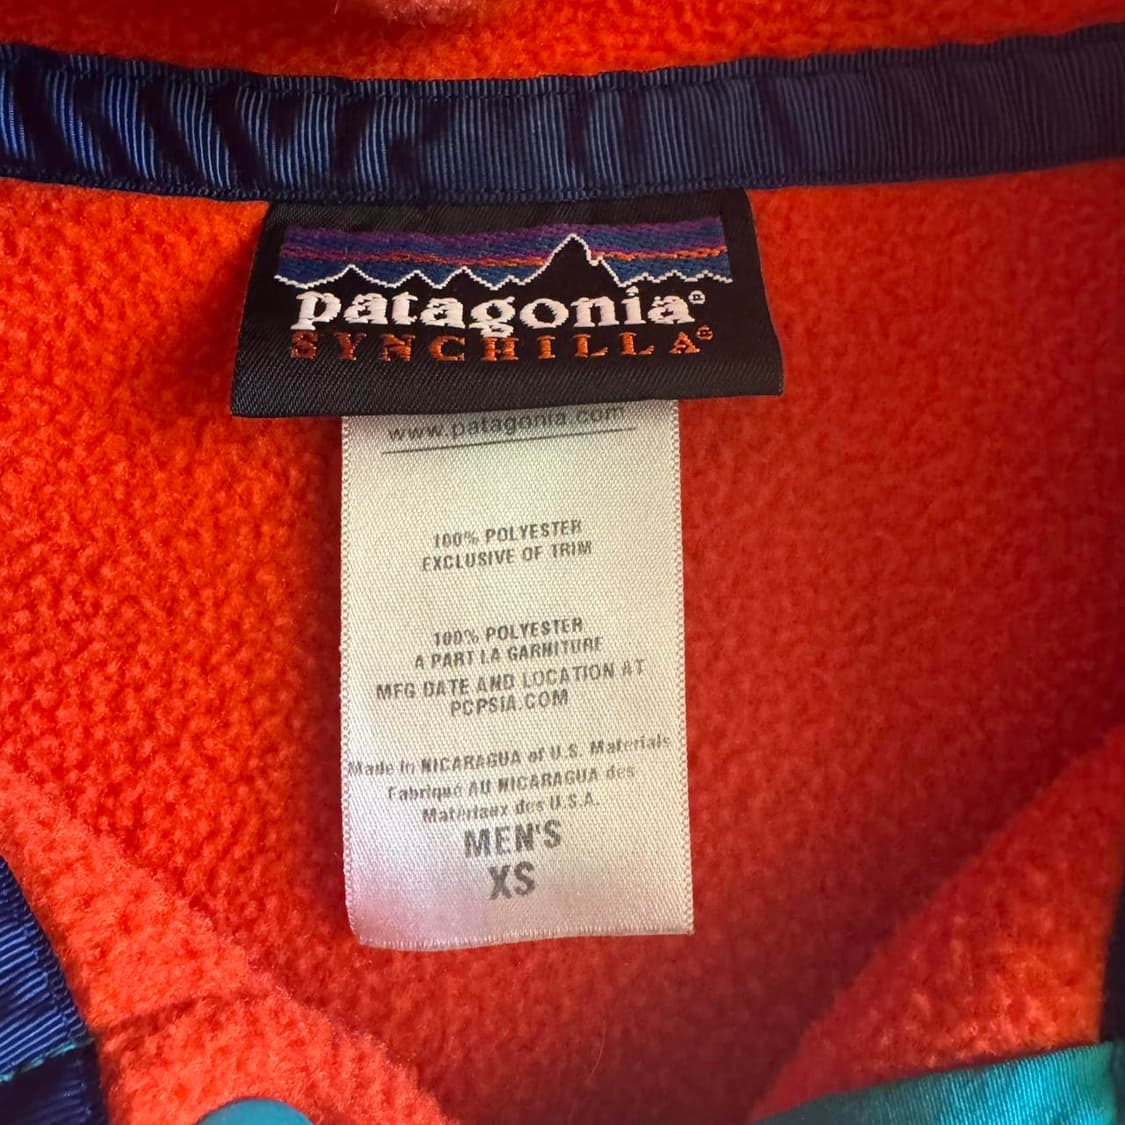 patagonia®
SYNCHILLA®
www.patagonia.com
100% POLYESTER
EXCLUSIVE OF TRIM
100% POLYESTER
A PART LA GARNITURE
MFG DATE AND LOCATION AT
PCPSIA.COM
Made in NICARAGUA of U.S. Materials
Fabriqué AU NICARAGUA des
Matériaux des U.S.A.
MEN'S
XS